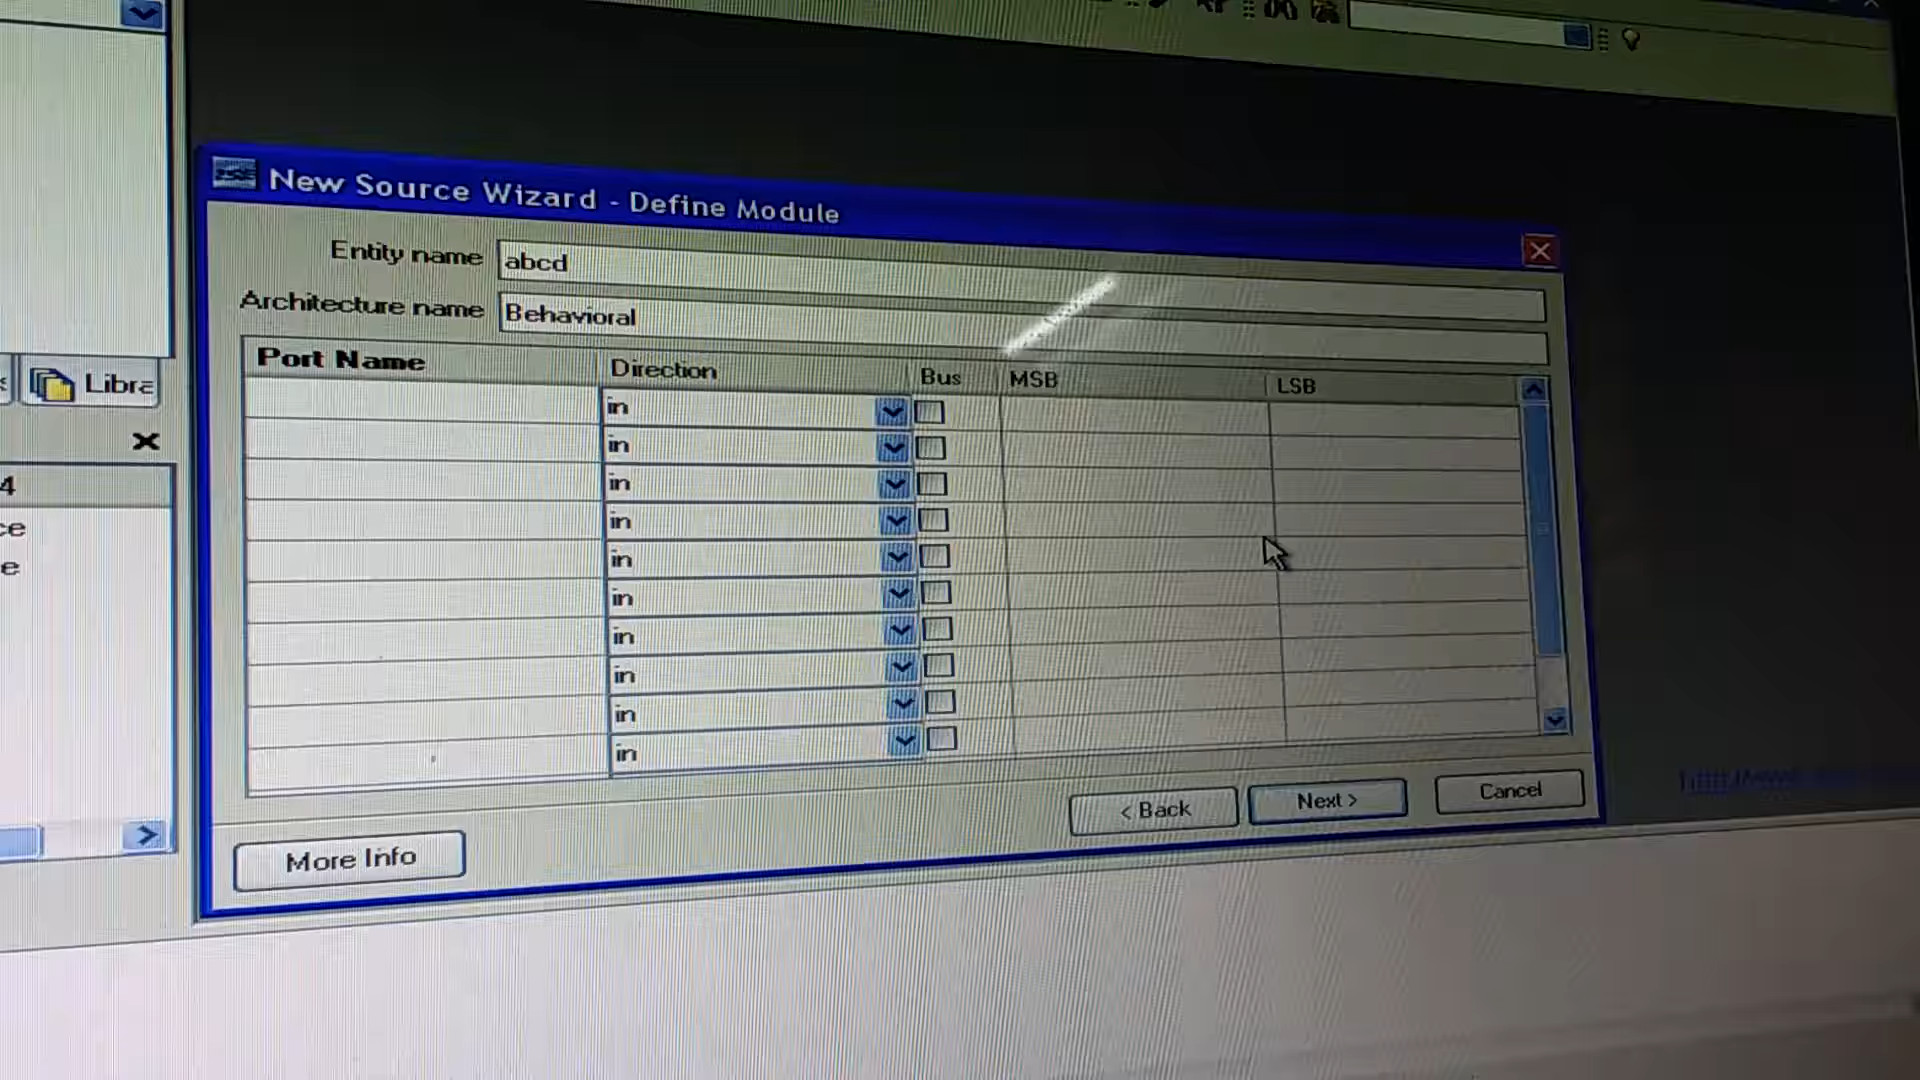 New Source Wizard - Define Module
Entity name abcd
Architecture name Behavioral
Port Name Direction Bus MSB LSB
in
in
in
in
in
in
in
in
in
in
< Back Next > Cancel
More Info
Libra
4
ce
e